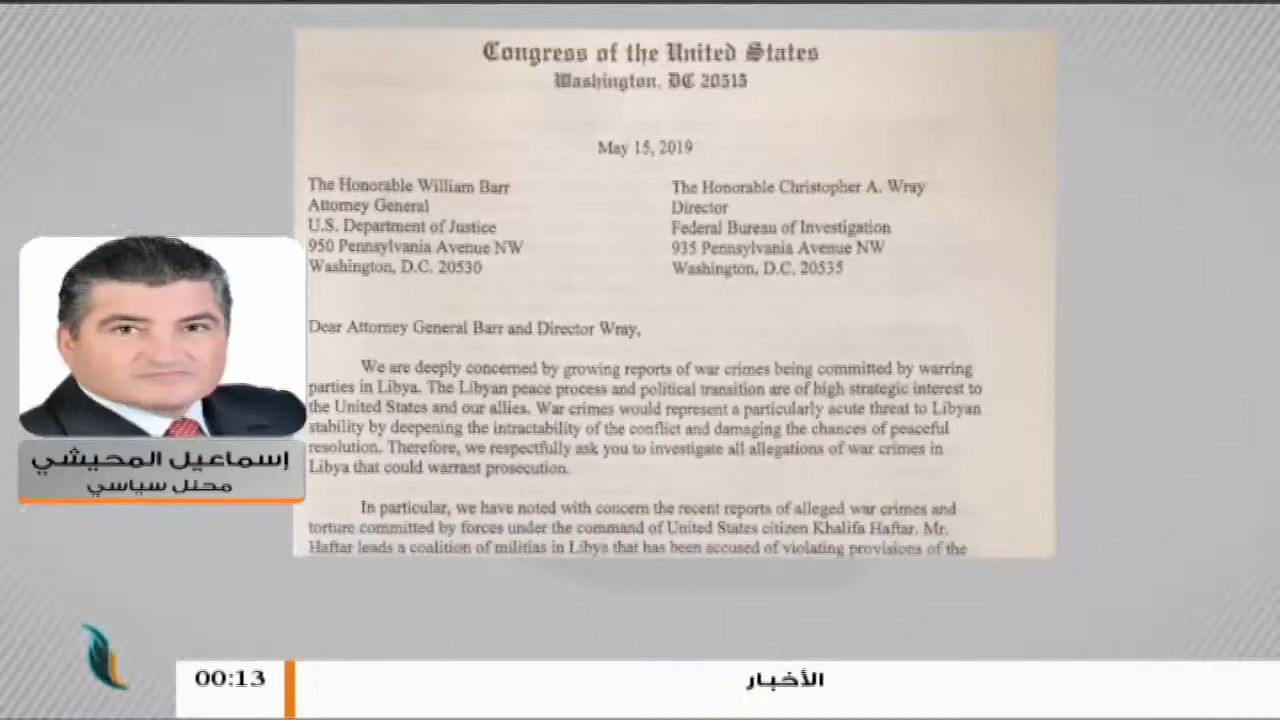 Congress of the United States
Washington, DC 20515
May 15, 2019
The Honorable William Barr
Attorney General
U.S. Department of Justice
950 Pennsylvania Avenue NW
Washington, D.C. 20530
The Honorable Christopher A. Wray
Director
Federal Bureau of Investigation
935 Pennsylvania Avenue NW
Washington, D.C. 20535
Dear Attorney General Barr and Director Wray,
We are deeply concerned by growing reports of war crimes being committed by warring
parties in Libya. The Libyan peace process and political transition are of high strategic interest to
the United States and our allies. War crimes would represent a particularly acute threat to Libyan
stability by deepening the intractability of the conflict and damaging the chances of peaceful
resolution. Therefore, we respectfully ask you to investigate all allegations of war crimes in
Libya that could warrant prosecution.
In particular, we have noted with concern the recent reports of alleged war crimes and
torture committed by forces under the command of United States citizen Khalifa Haftar. Mr.
Haftar leads a coalition of militias in Libya that has been accused of violating provisions of the
إسماعيل المحيشي
محلل سياسي
00:13
الأخبار